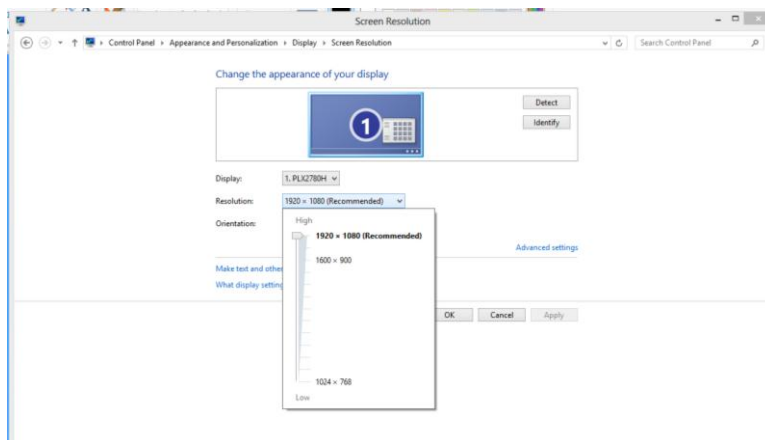 Screen Resolution
Control Panel › Appearance and Personalization › Display › Screen Resolution
Search Control Panel
Change the appearance of your display
1
Detect
Identify
Display:
1. PLX2780H
Resolution:
1920 × 1080 (Recommended)
Orientation:
High
1920 × 1080 (Recommended)
Advanced settings
1600 × 900
Make text and other
What display setting
OK
Cancel
Apply
1024 × 768
Low